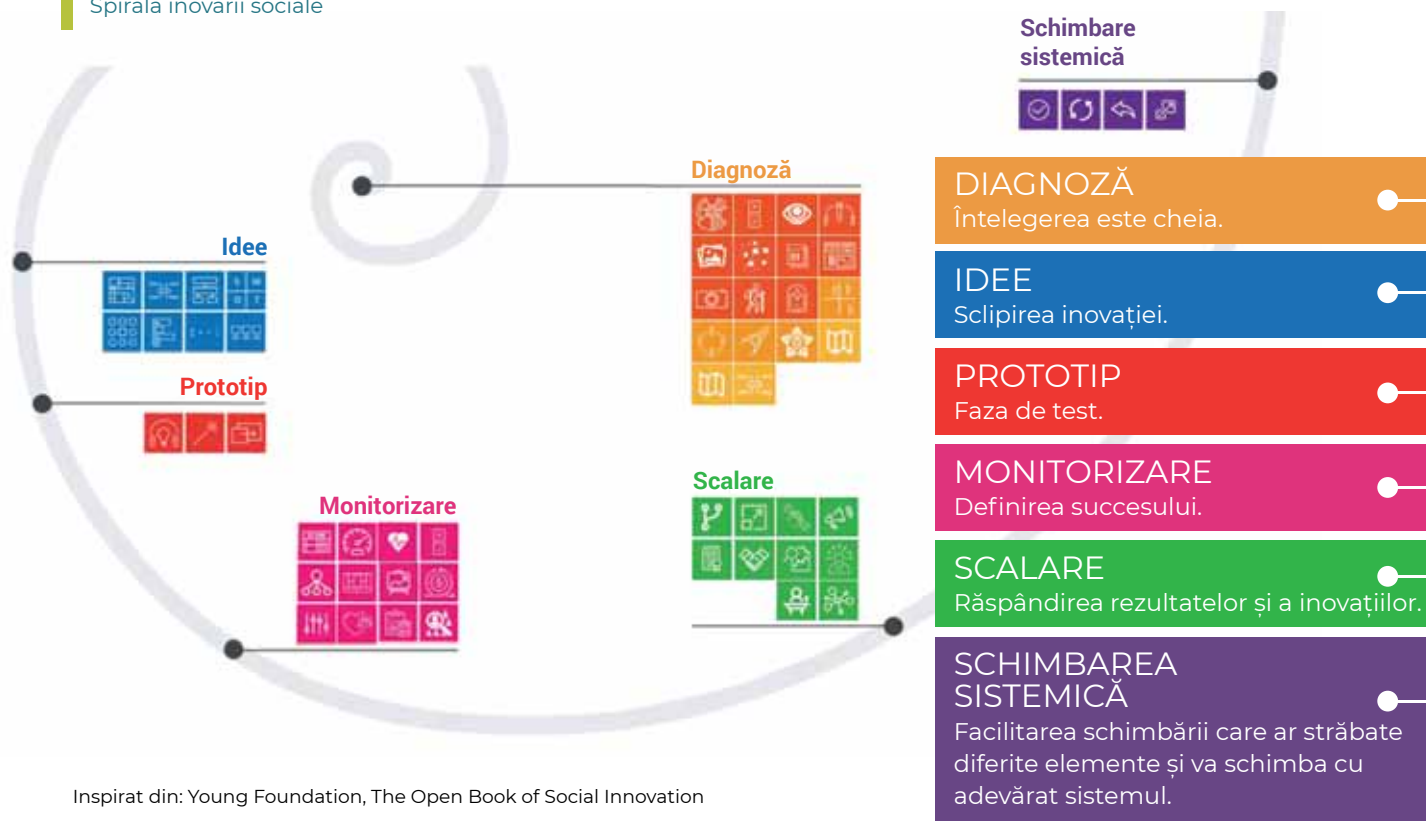 Spirala inovării sociale
Schimbare
sistemică
Diagnoză
Idee
Prototip
Monitorizare
Scalare
S W
O T
DIAGNOZĂ
Întelegerea este cheia.
IDEE
Sclipirea inovației.
PROTOTIP
Faza de test.
MONITORIZARE
Definirea succesului.
SCALARE
Răspândirea rezultatelor și a inovațiilor.
SCHIMBAREA
SISTEMICĂ
Facilitarea schimbării care ar străbate
diferite elemente și va schimba cu
adevărat sistemul.
Inspirat din: Young Foundation, The Open Book of Social Innovation